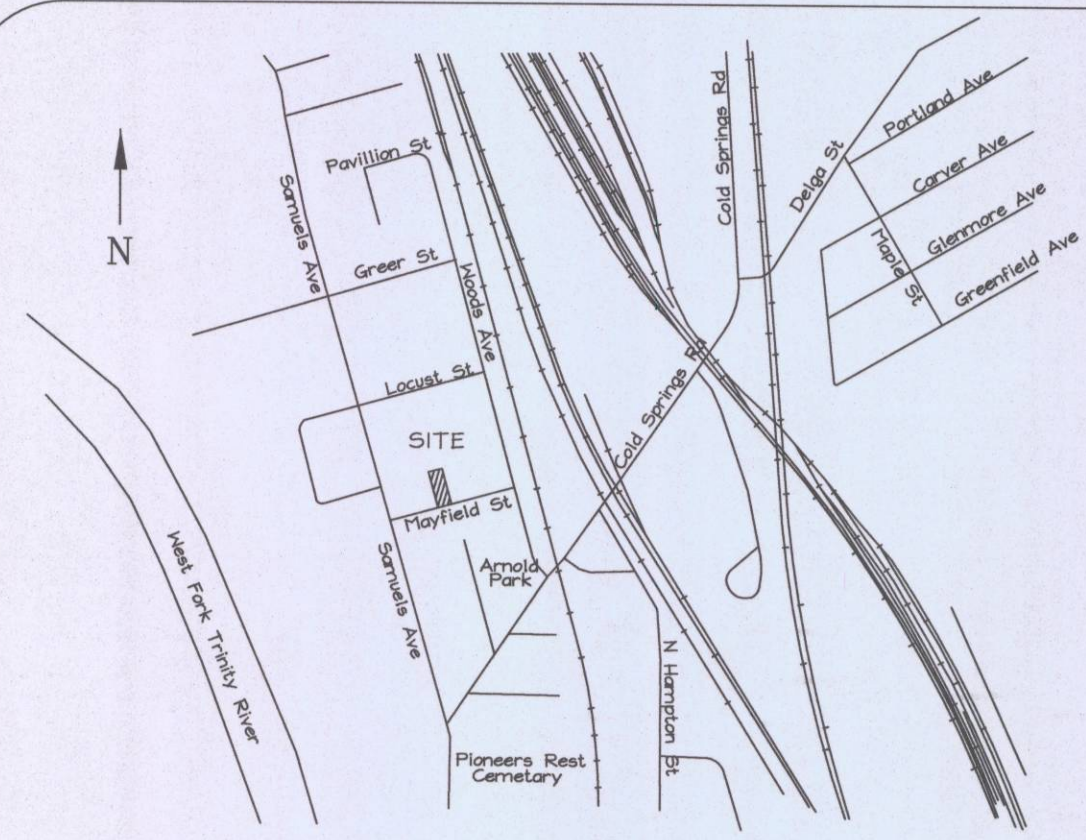 Portland Ave
Cold Springs Rd
Delga St
Carver Ave
Pavillion St
Samuels Ave
Glenmore Ave
Maple St
Greenfield Ave
N
Greer St
Woods Ave
Locust St
Cold Springs Rd
SITE
Mayfield St
West Fork Trinity River
Samuels Ave
Arnold
Park
N Hampton St
Pioneers Rest
Cemetary